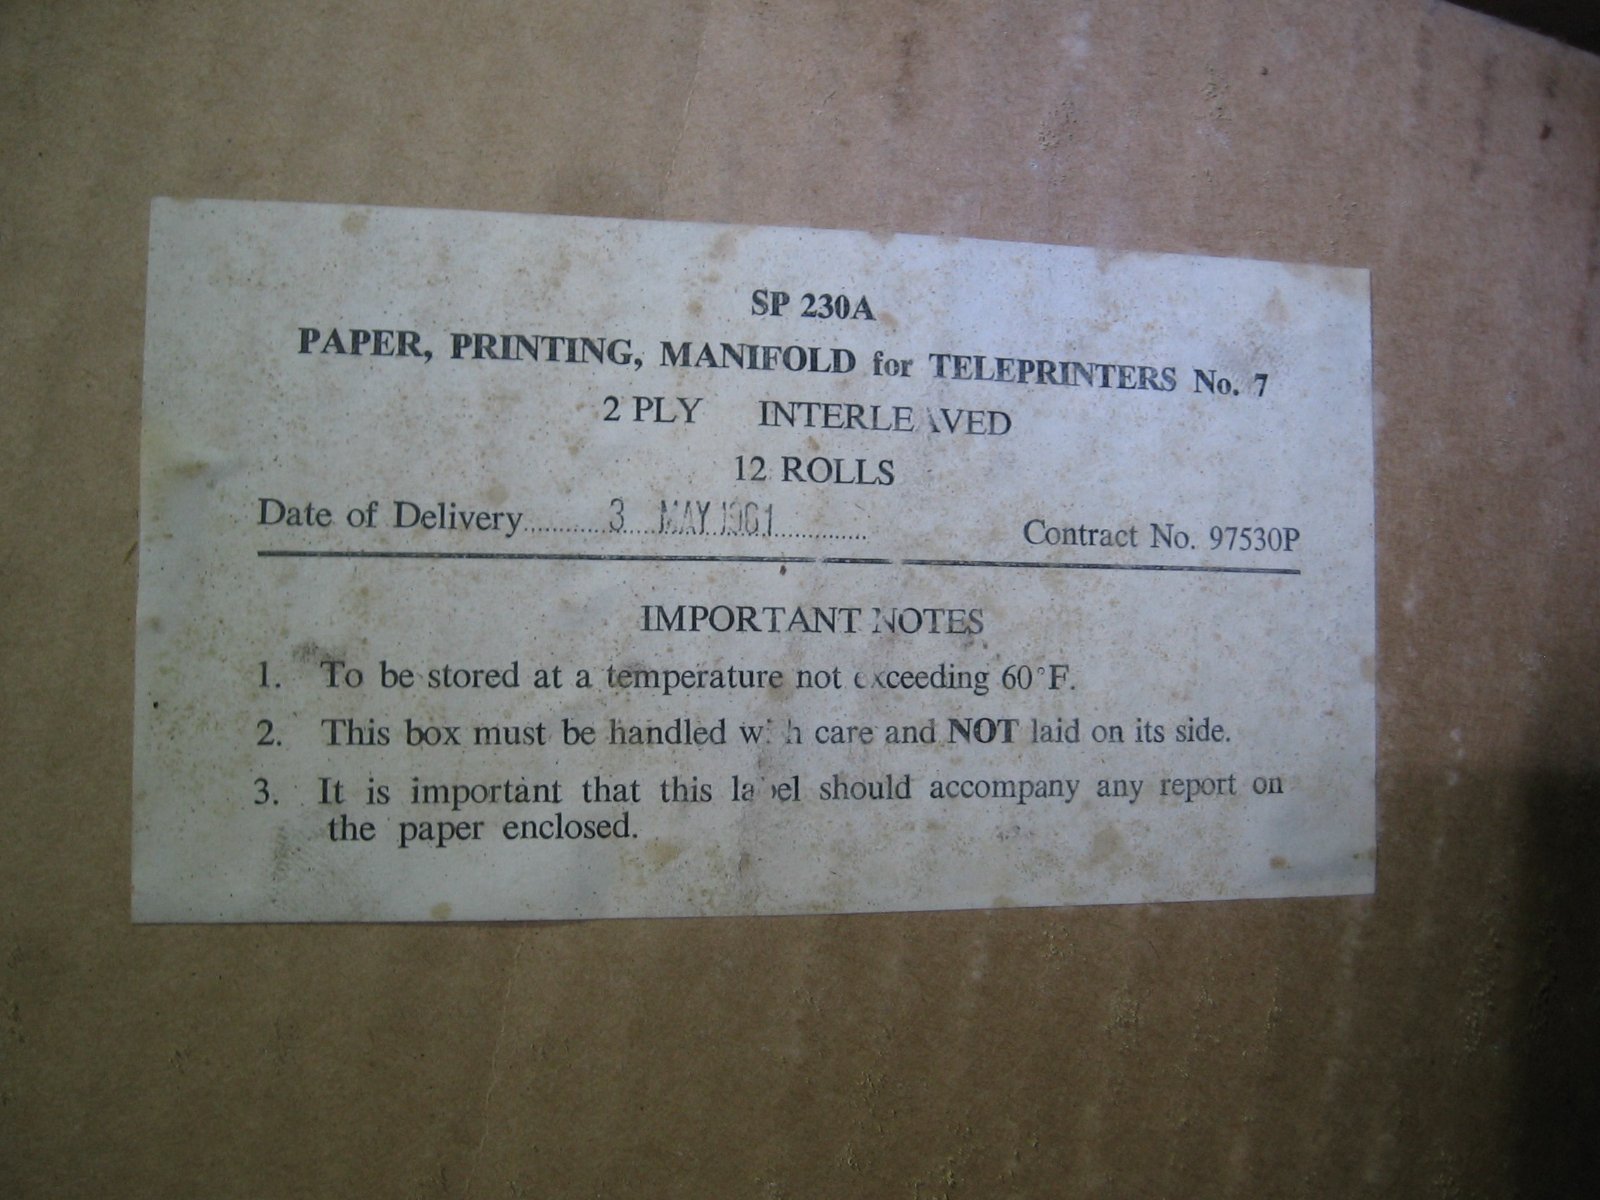 SP 230A
PAPER, PRINTING, MANIFOLD for TELEPRINTERS No. 7
2 PLY INTERLEAVED
12 ROLLS
Date of Delivery..........3...MAY 1961............... Contract No. 97530P
IMPORTANT NOTES
1. To be stored at a temperature not exceeding 60°F.
2. This box must be handled with care and NOT laid on its side.
3. It is important that this label should accompany any report on
the paper enclosed.